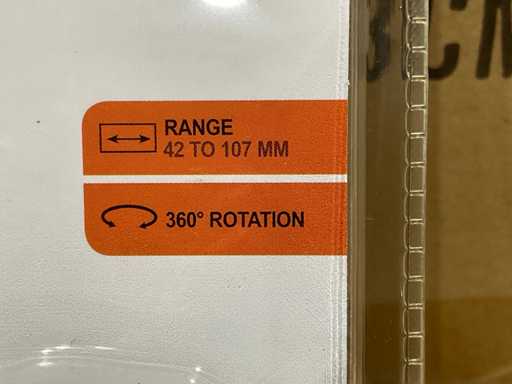 RANGE
42 TO 107 MM
360° ROTATION